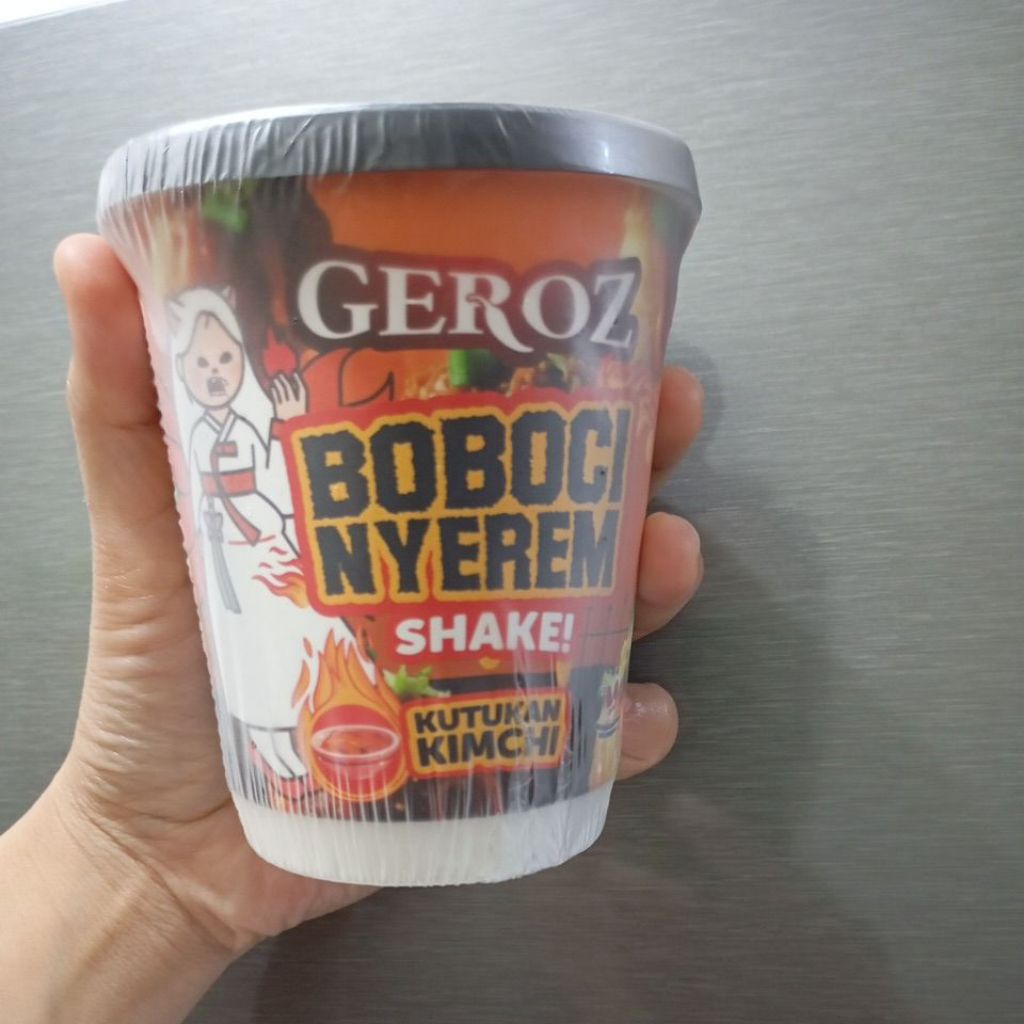 GEROZ
BOBOCI
NYEREM
SHAKE!
KUTUKAN
KIMCHI